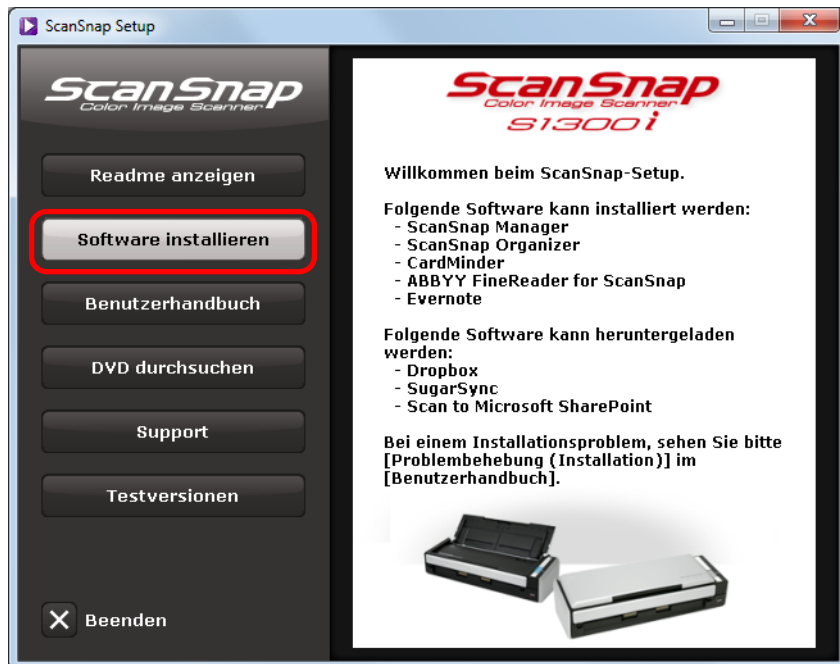 ScanSnap Setup
ScanSnap
Color Image Scanner
Readme anzeigen
Software installieren
Benutzerhandbuch
DVD durchsuchen
Support
Testversionen
Beenden
ScanSnap
Color Image Scanner
S1300i
Willkommen beim ScanSnap-Setup.
Folgende Software kann installiert werden:
- ScanSnap Manager
- ScanSnap Organizer
- CardMinder
- ABBYY FineReader for ScanSnap
- Evernote
Folgende Software kann heruntergeladen
werden:
- Dropbox
- SugarSync
- Scan to Microsoft SharePoint
Bei einem Installationsproblem, sehen Sie bitte
[Problembehebung (Installation)] im
[Benutzerhandbuch].